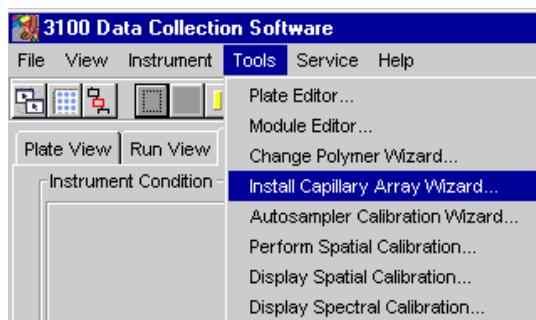 3100 Data Collection Software
File View Instrument Tools Service Help
Plate Editor...
Module Editor...
Change Polymer Wizard...
Install Capillary Array Wizard...
Autosampler Calibration Wizard...
Perform Spatial Calibration...
Display Spatial Calibration...
Display Spectral Calibration...
Plate View Run View
Instrument Condition